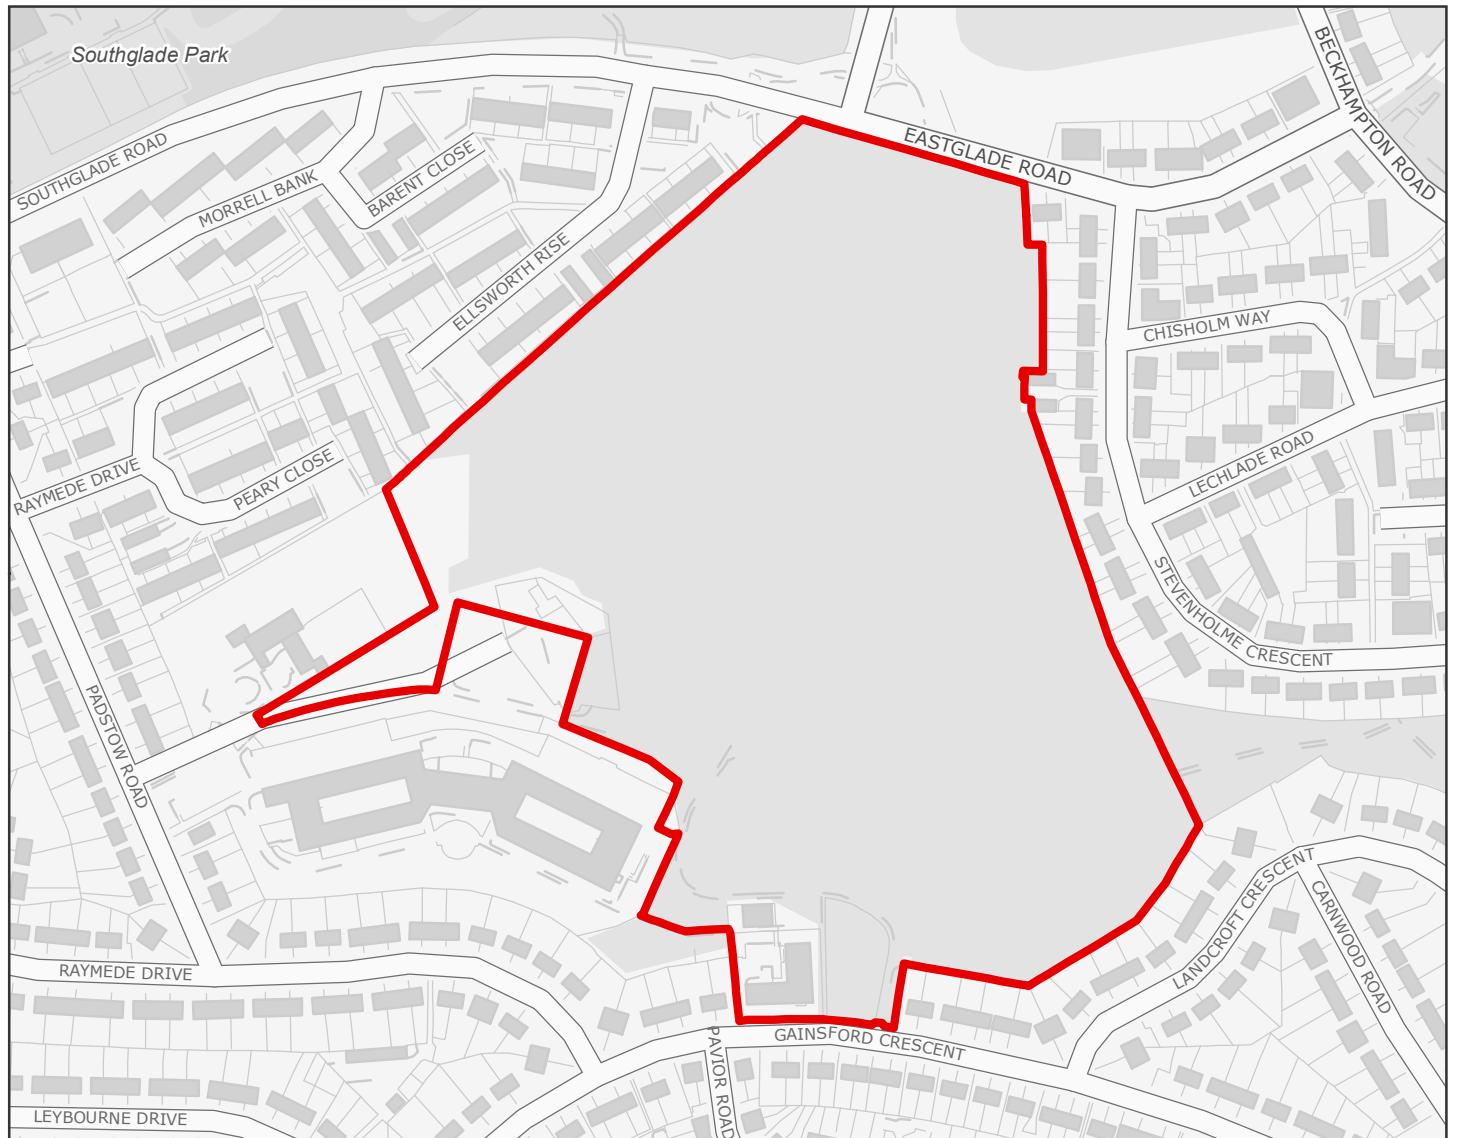 Southglade Park
BECKHAMPTON ROAD
SOUTHGLADE ROAD
EASTGLADE ROAD
MORRELL BANK
BARENT CLOSE
ELLSWORTH RISE
CHISHOLM WAY
LECHLADE ROAD
RAYMEDE DRIVE
PEARY CLOSE
STEVENHOLME CRESCENT
PADSTOW ROAD
LANDCROFT CRESCENT
CARNWOOD ROAD
RAYMEDE DRIVE
GAINSFORD CRESCENT
PAVIOR ROAD
LEYBOURNE DRIVE